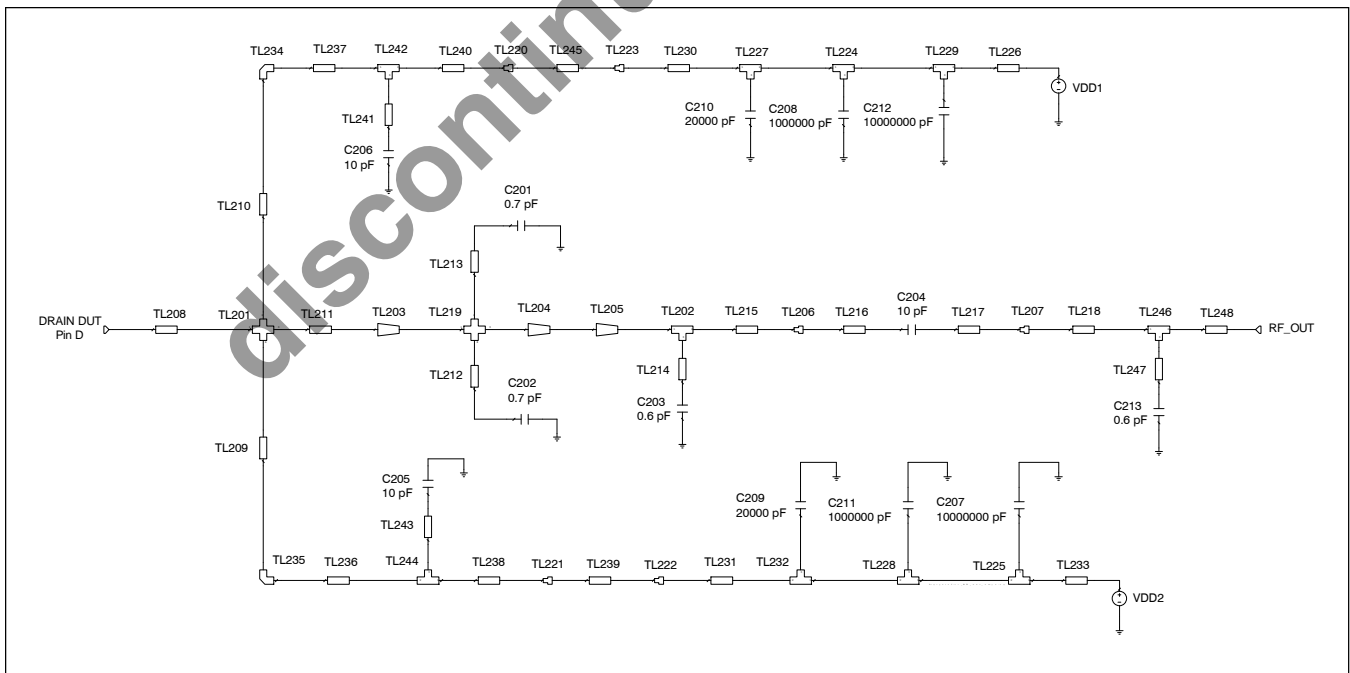 TL234 TL237 TL242 TL240 TL220 TL245 TL223 TL230 TL227 TL224 TL229 TL226
VDD1
C210
20000 pF
C208
1000000 pF
C212
10000000 pF
TL241
C206
10 pF
C201
0.7 pF
TL210
TL213
DRAIN DUT
Pin D
TL208 TL201 TL211 TL203 TL219 TL204 TL205 TL202 TL215 TL206 TL216
C204
10 pF
TL217 TL207 TL218 TL246 TL248
RF_OUT
TL212
C202
0.7 pF
TL214
C203
0.6 pF
TL247
C213
0.6 pF
TL209
C205
10 pF
TL243
C209
20000 pF
C211
1000000 pF
C207
10000000 pF
TL235 TL236 TL244 TL238 TL221 TL239 TL222 TL231 TL232 TL228 TL225 TL233
VDD2